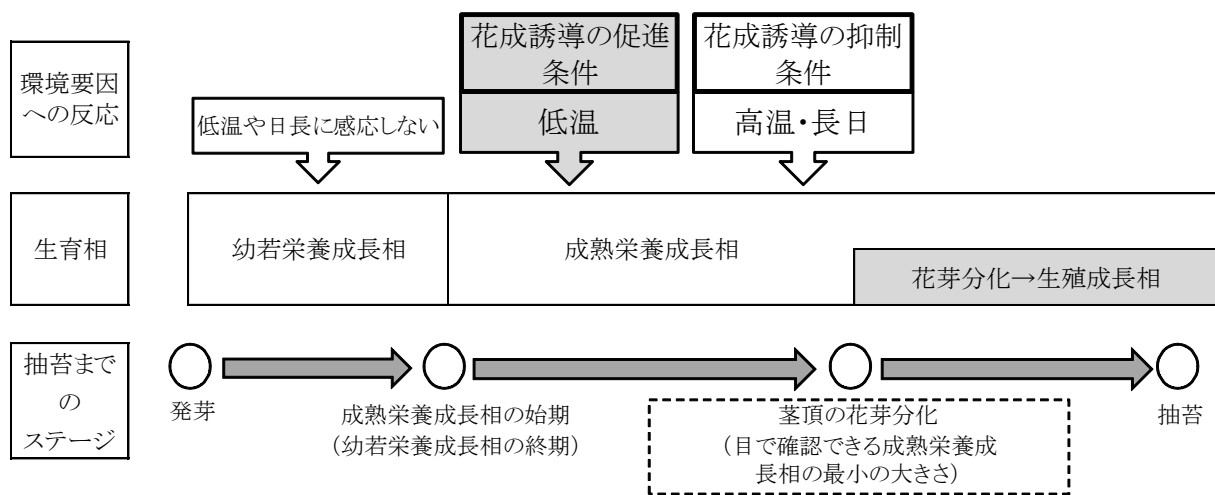 環境要因
への反応
低温や日長に感応しない
花成誘導の促進
条件
低温
花成誘導の抑制
条件
高温・長日
生育相
幼若栄養成長相
成熟栄養成長相
花芽分化→生殖成長相
抽苔まで
の
ステージ
発芽
成熟栄養成長相の始期
(幼若栄養成長相の終期)
茎頂の花芽分化
(目で確認できる成熟栄養成
長相の最小の大きさ)
抽苔